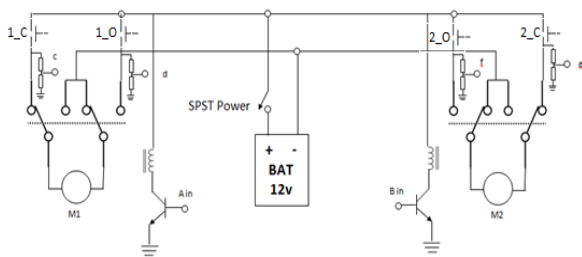 1_C
1_O
2_O
2_C
c
d
f
e
SPST Power
+ -
BAT
12v
A in
B in
M1
M2